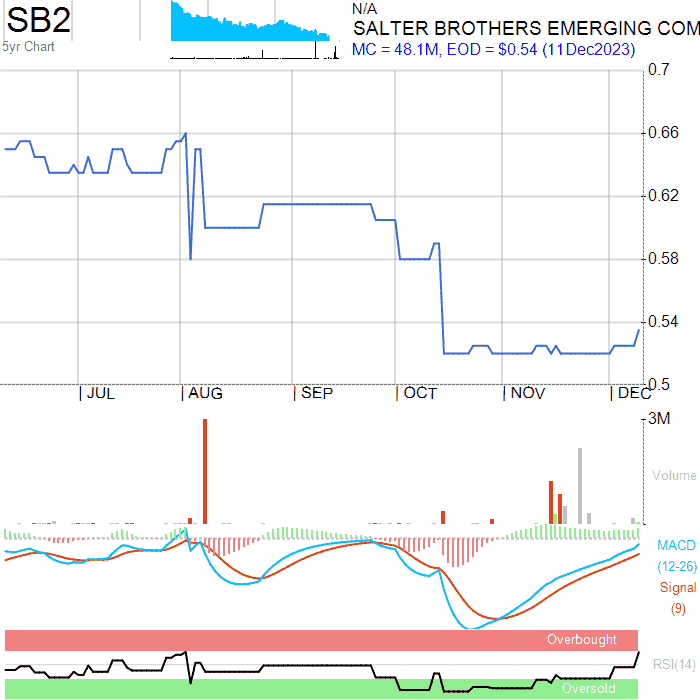 SB2
5yr Chart
N/A
SALTER BROTHERS EMERGING COM
MC = 48.1M, EOD = $0.54 (11Dec2023)
0.7
0.66
0.62
0.58
0.54
0.5
JUL AUG SEP OCT NOV DEC
3M
Volume
MACD
(12-26)
Signal
(9)
Overbought
RSI(14)
Oversold